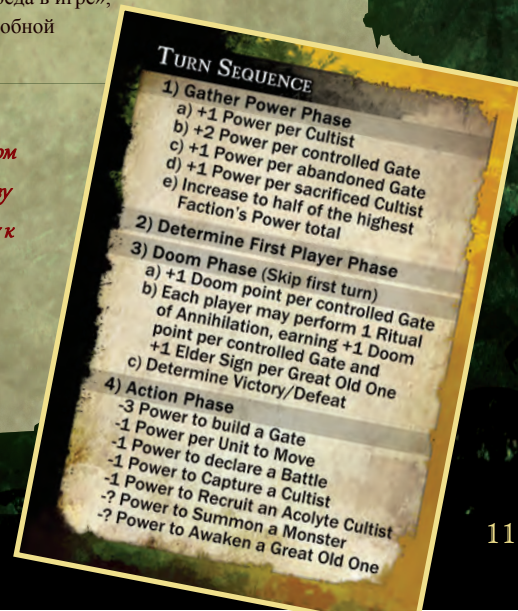 еда в игре»,
обной
ом
у
к
TURN SEQUENCE
1) Gather Power Phase
a) +1 Power per Cultist
b) +2 Power per controlled Gate
c) +1 Power per abandoned Gate
d) +1 Power per sacrificed Cultist
e) Increase to half of the highest
Faction's Power total
2) Determine First Player Phase
3) Doom Phase (Skip first turn)
a) +1 Doom point per controlled Gate
b) Each player may perform 1 Ritual
of Annihilation, earning +1 Doom
point per controlled Gate and
+1 Elder Sign per Great Old One
c) Determine Victory/Defeat
4) Action Phase
-3 Power to build a Gate
-1 Power per Unit to Move
-1 Power to declare a Battle
-1 Power to Capture a Cultist
-1 Power to Recruit an Acolyte Cultist
-? Power to Summon a Monster
-? Power to Awaken a Great Old One
11